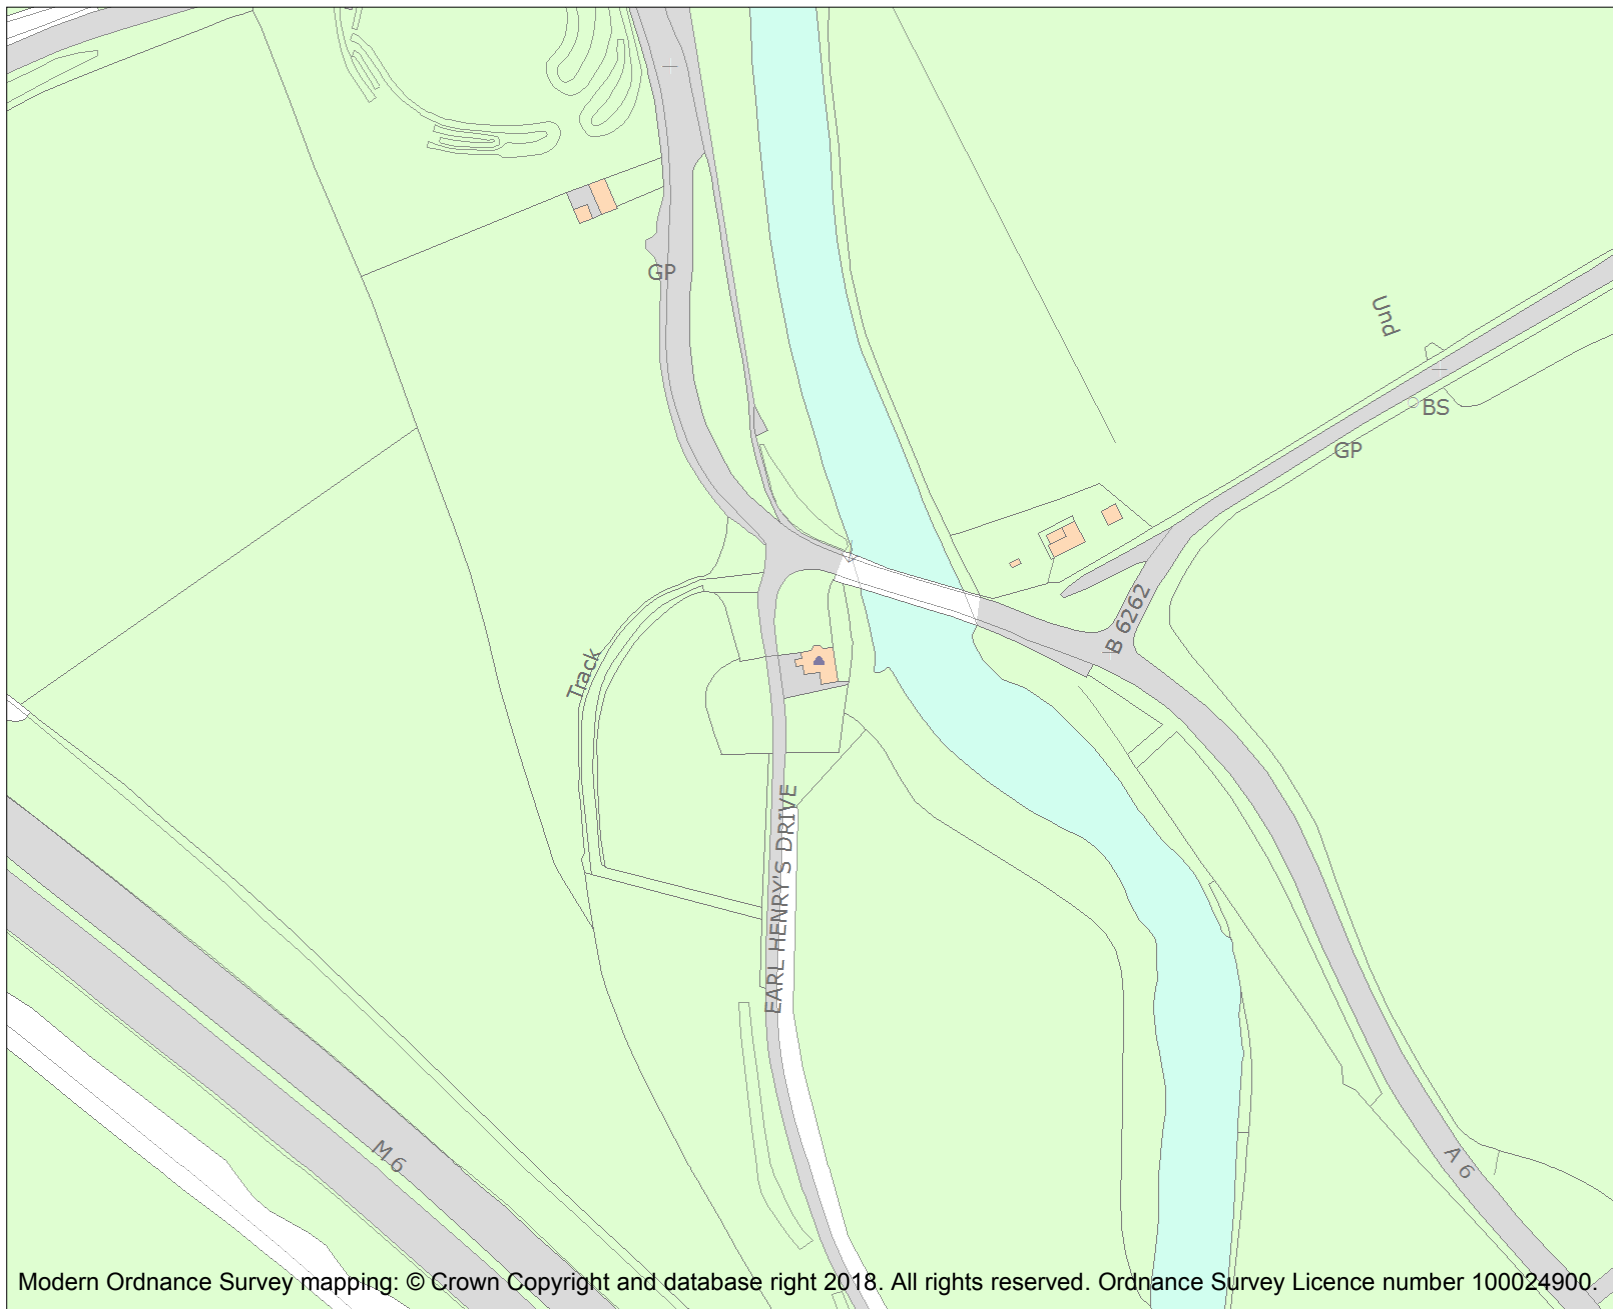 GP
Und
BS
GP
B 6262
Track
EARL HENRY'S DRIVE
M 6
A 6
Modern Ordnance Survey mapping: © Crown Copyright and database right 2018. All rights reserved. Ordnance Survey Licence number 100024900.